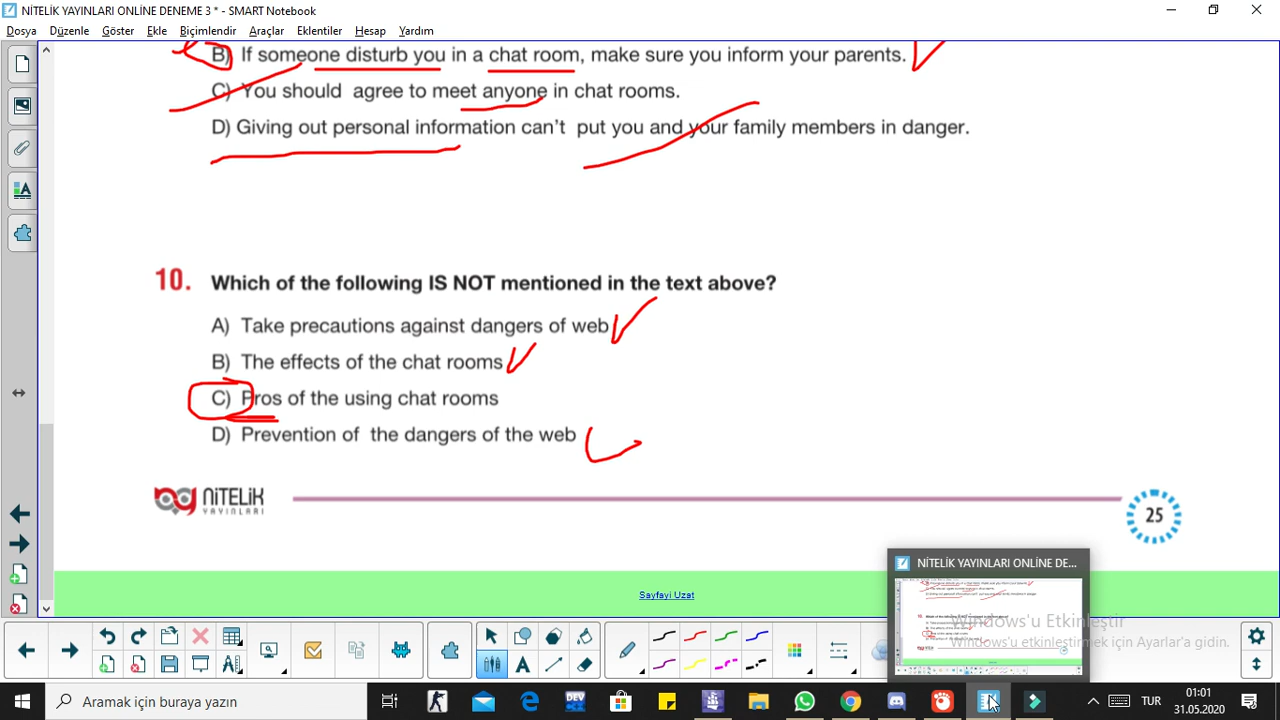 NİTELİK YAYINLARI ONLİNE DENEME 3 * - SMART Notebook
Dosya Düzenle Göster Ekle Biçimlendir Araçlar Eklentiler Hesap Yardım
B) If someone disturb you in a chat room, make sure you inform your parents.
C) You should agree to meet anyone in chat rooms.
D) Giving out personal information can't put you and your family members in danger.
10. Which of the following IS NOT mentioned in the text above?
A) Take precautions against dangers of web
B) The effects of the chat rooms
C) Pros of the using chat rooms
D) Prevention of the dangers of the web
NİTELİK
YAYINLARI
25
NİTELİK YAYINLARI ONLİNE DE...
Sayfayi Uzat
Windows'u Etkinleştir
Windows'u etkinleştirmek için Ayarlar'a gidin.
Aramak için buraya yazın
TUR
01:01
31.05.2020